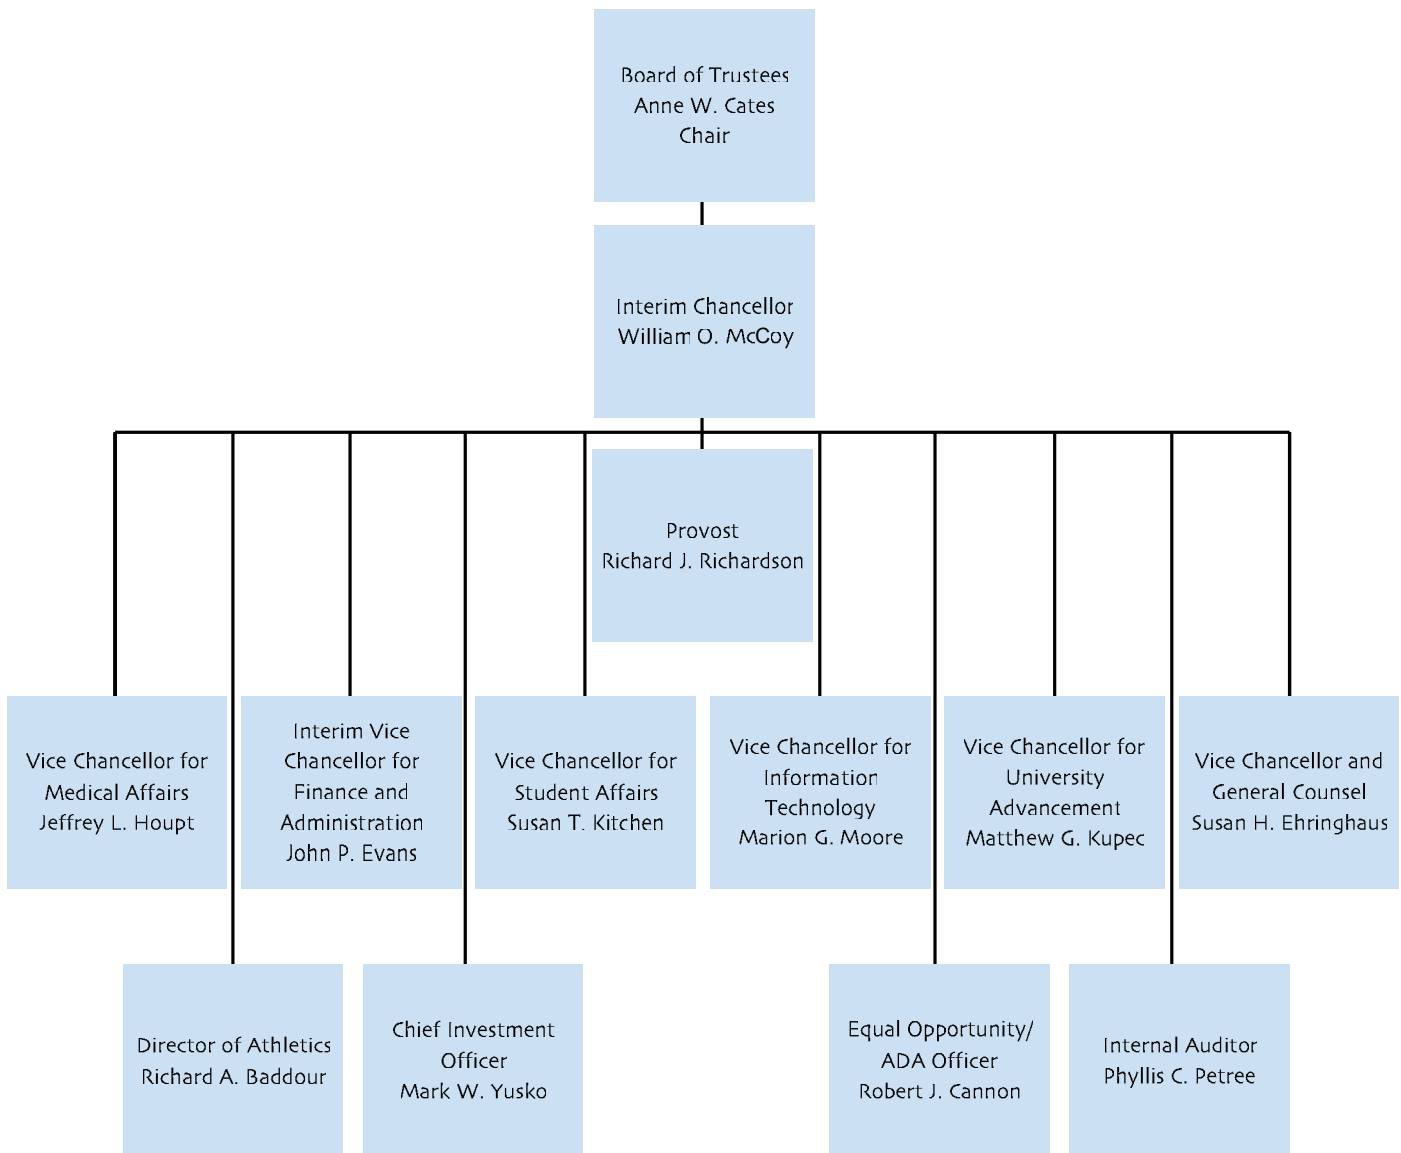 Board of Trustees
Anne W. Cates
Chair
Interim Chancellor
William O. McCoy
Provost
Richard J. Richardson
Vice Chancellor for
Medical Affairs
Jeffrey L. Houpt
Interim Vice
Chancellor for
Finance and
Administration
John P. Evans
Vice Chancellor for
Student Affairs
Susan T. Kitchen
Vice Chancellor for
Information
Technology
Marion G. Moore
Vice Chancellor for
University
Advancement
Matthew G. Kupec
Vice Chancellor and
General Counsel
Susan H. Ehringhaus
Director of Athletics
Richard A. Baddour
Chief Investment
Officer
Mark W. Yusko
Equal Opportunity/
ADA Officer
Robert J. Cannon
Internal Auditor
Phyllis C. Petree